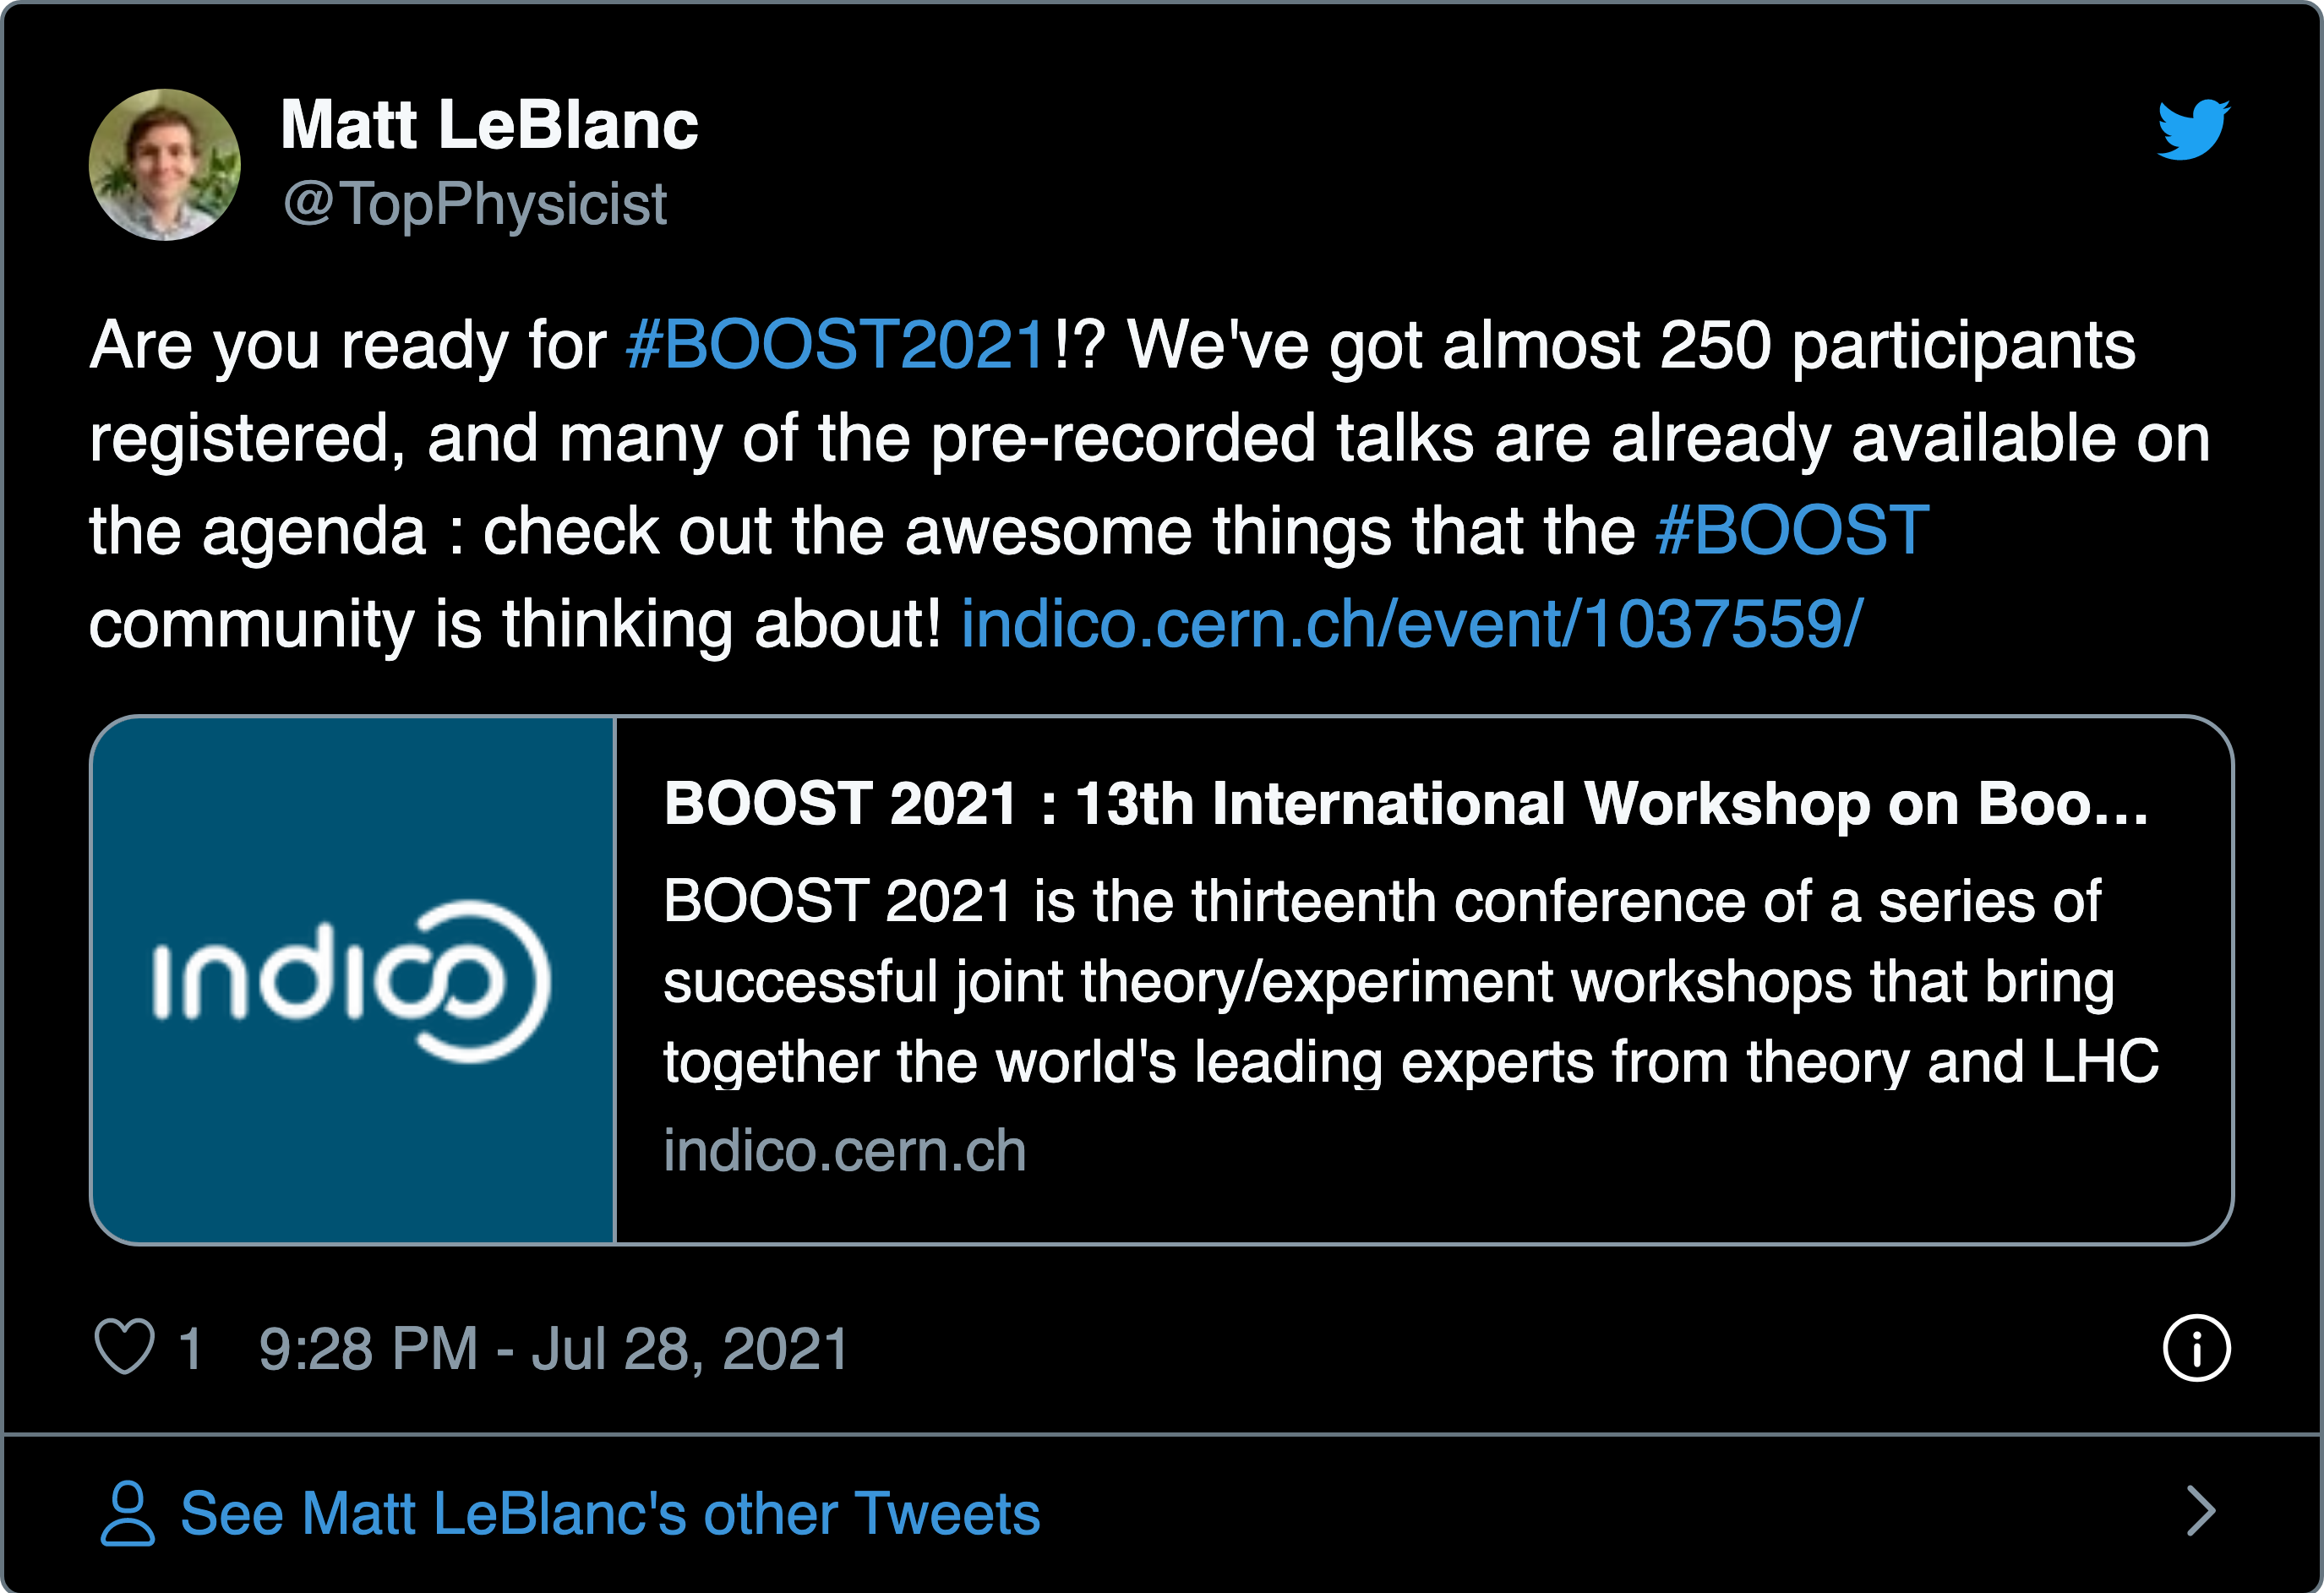 Matt LeBlanc
@TopPhysicist
Are you ready for #BOOST2021!? We've got almost 250 participants
registered, and many of the pre-recorded talks are already available on
the agenda : check out the awesome things that the #BOOST
community is thinking about! indico.cern.ch/event/1037559/
indico
BOOST 2021 : 13th International Workshop on Boo...
BOOST 2021 is the thirteenth conference of a series of
successful joint theory/experiment workshops that bring
together the world's leading experts from theory and LHC
indico.cern.ch
1 9:28 PM - Jul 28, 2021
See Matt LeBlanc's other Tweets